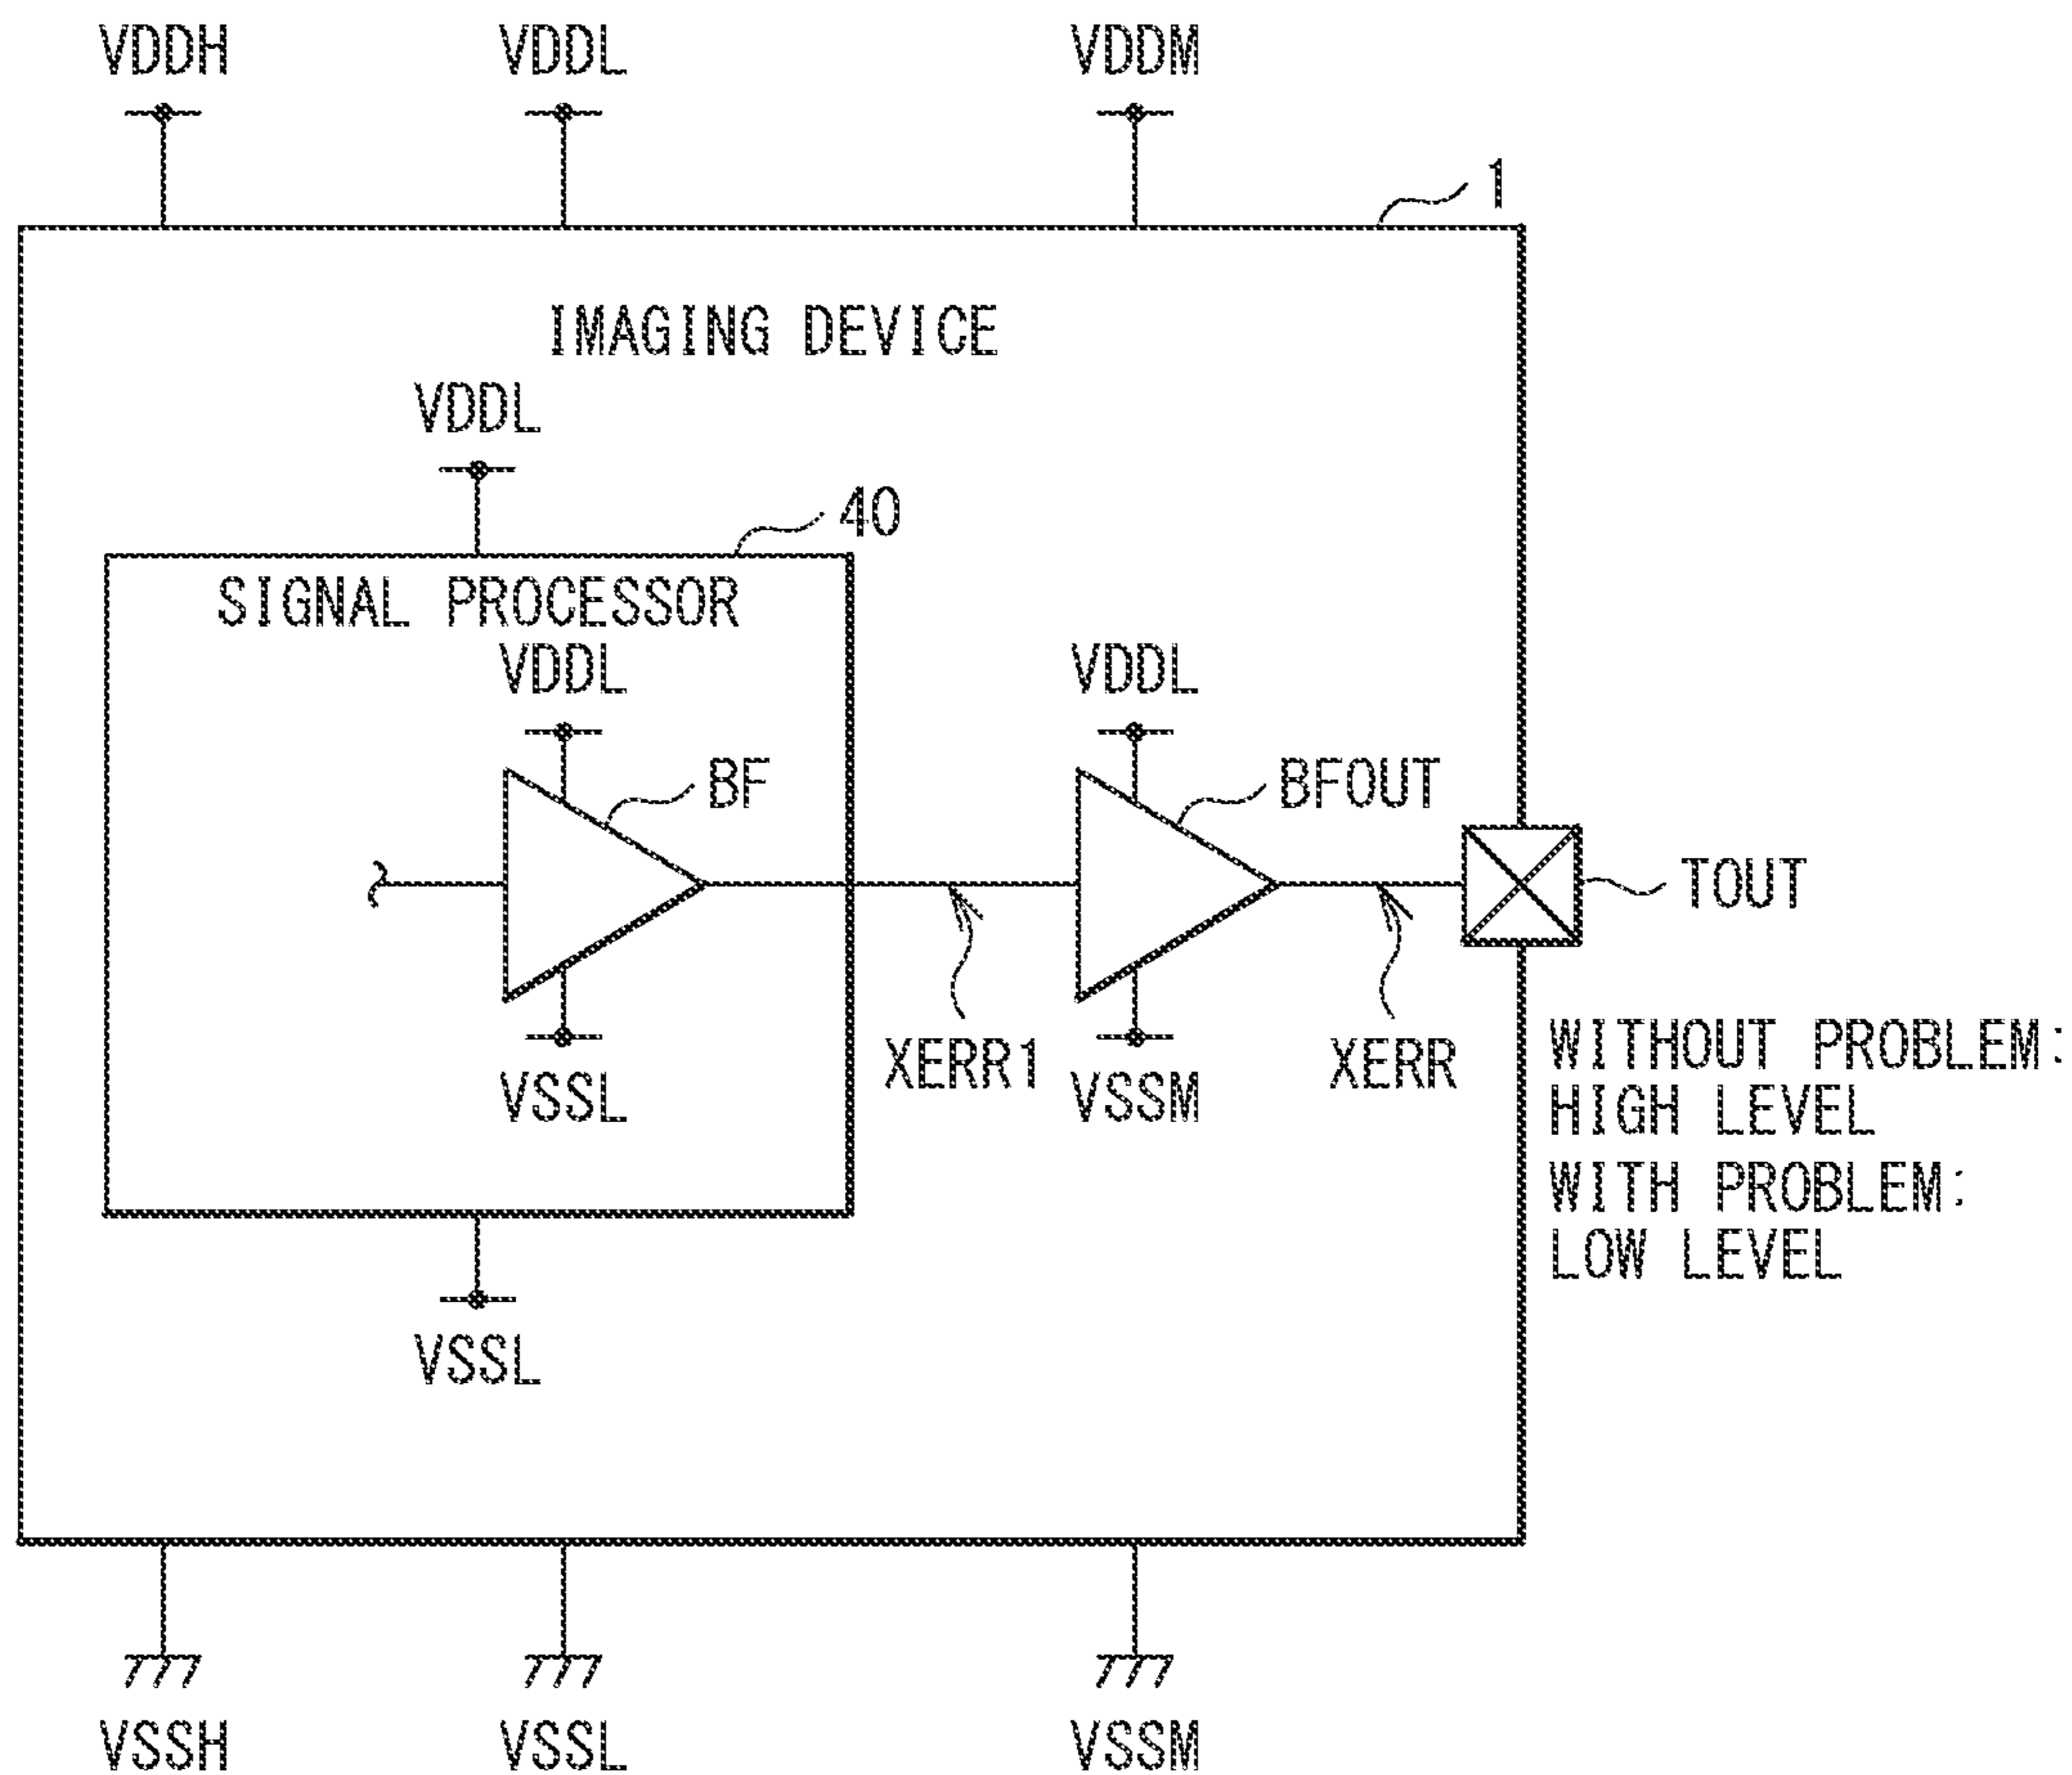 VDDH VDDL VDDM
1
IMAGING DEVICE
VDDL
40
SIGNAL PROCESSOR
VDDL VDDL
BF BFOUT
TOUT
XERR1 XERR
VSSL VSSM
WITHOUT PROBLEM:
HIGH LEVEL
WITH PROBLEM:
LOW LEVEL
VSSL
VSSH VSSL VSSM